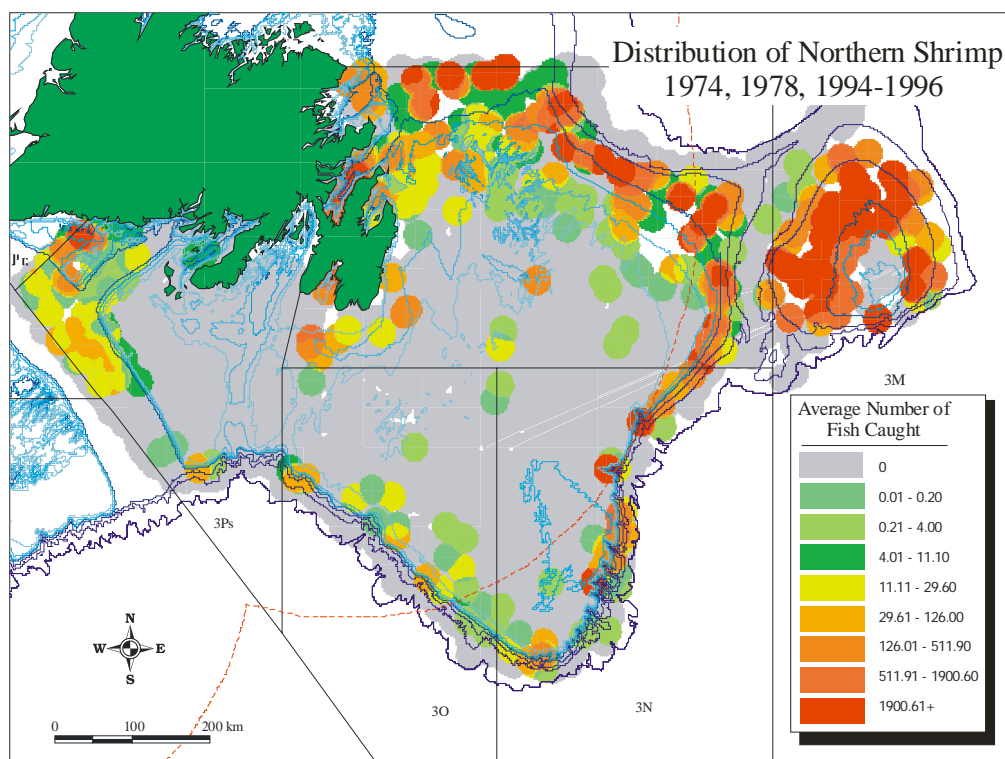 Distribution of Northern Shrimp
1974, 1978, 1994-1996
3M
Average Number of
Fish Caught
0
0.01 - 0.20
0.21 - 4.00
4.01 - 11.10
11.11 - 29.60
29.61 - 126.00
126.01 - 511.90
511.91 - 1900.60
1900.61+
3Ps
3O
3N
N
W E
S
0 100 200 km